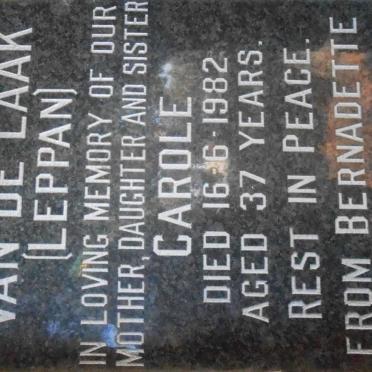 VAN DE LAAK
(LEPPAN)
IN LOVING MEMORY OF OUR
MOTHER, DAUGHTER AND SISTER
CAROLE
DIED 16·6·1982
AGED 37 YEARS.
REST IN PEACE.
FROM BERNADETTE